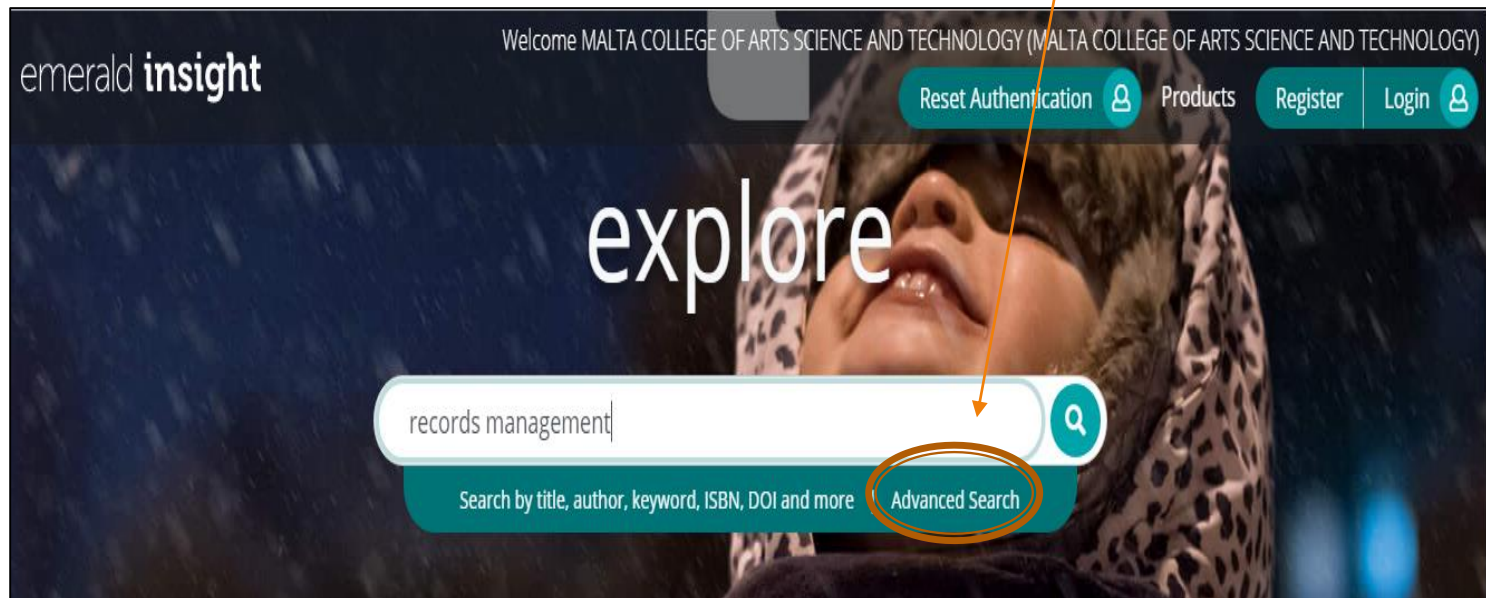 Welcome MALTA COLLEGE OF ARTS SCIENCE AND TECHNOLOGY (MALTA COLLEGE OF ARTS SCIENCE AND TECHNOLOGY)
emerald insight
Reset Authentication Products Register Login
explore
records management
Search by title, author, keyword, ISBN, DOI and more | Advanced Search